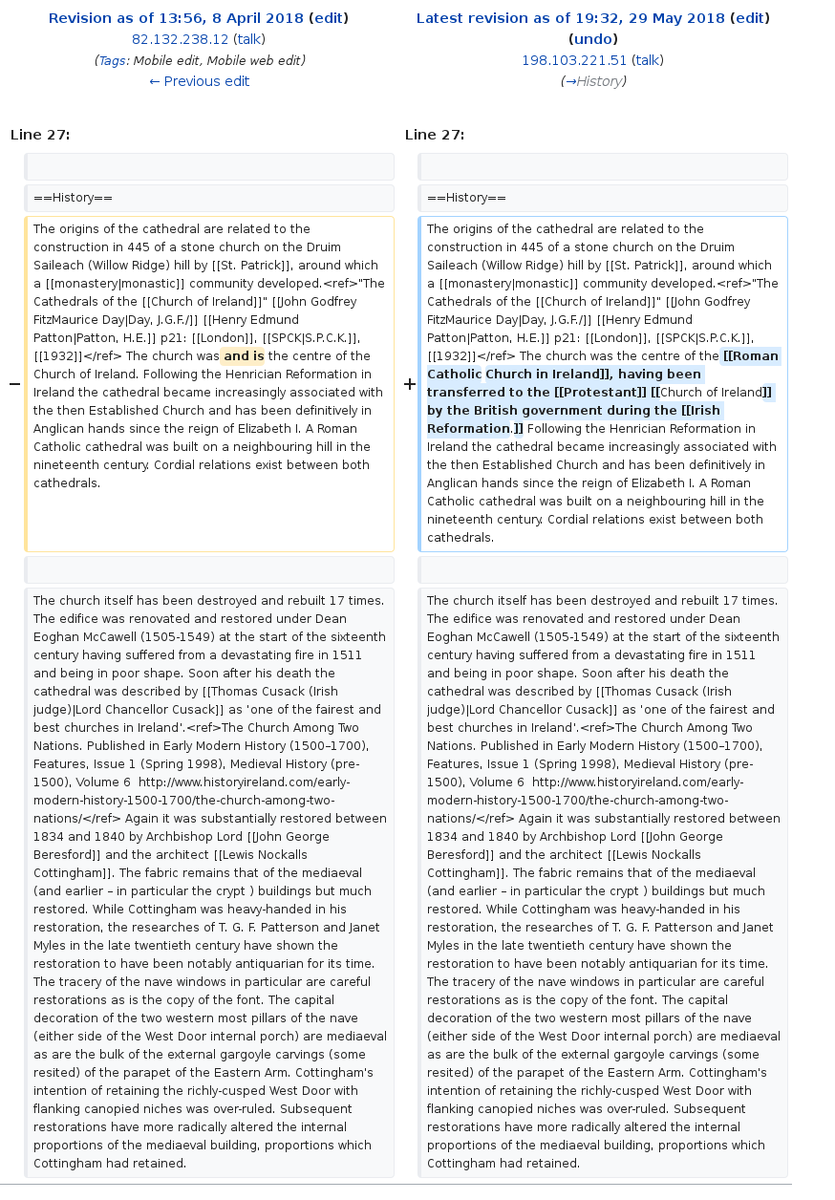 Revision as of 13:56, 8 April 2018 (edit)
82.132.238.12 (talk)
(Tags: Mobile edit, Mobile web edit)
← Previous edit
Latest revision as of 19:32, 29 May 2018 (edit)
(undo)
198.103.221.51 (talk)
(→History)
Line 27:
Line 27:
==History==
==History==
−
The origins of the cathedral are related to the
construction in 445 of a stone church on the Druim
Saileach (Willow Ridge) hill by [[St. Patrick]], around which
a [[monastery|monastic]] community developed.<ref>"The
Cathedrals of the [[Church of Ireland]]" [[John Godfrey
FitzMaurice Day|Day, J.G.F./]] [[Henry Edmund
Patton|Patton, H.E.]] p21: [[London]], [[SPCK|S.P.C.K.]],
[[1932]]</ref> The church was and is the centre of the
Church of Ireland. Following the Henrician Reformation in
Ireland the cathedral became increasingly associated with
the then Established Church and has been definitively in
Anglican hands since the reign of Elizabeth I. A Roman
Catholic cathedral was built on a neighbouring hill in the
nineteenth century. Cordial relations exist between both
cathedrals.
+
The origins of the cathedral are related to the
construction in 445 of a stone church on the Druim
Saileach (Willow Ridge) hill by [[St. Patrick]], around which
a [[monastery|monastic]] community developed.<ref>"The
Cathedrals of the [[Church of Ireland]]" [[John Godfrey
FitzMaurice Day|Day, J.G.F./]] [[Henry Edmund
Patton|Patton, H.E.]] p21: [[London]], [[SPCK|S.P.C.K.]],
[[1932]]</ref> The church was the centre of the [[Roman
Catholic Church in Ireland]], having been
transferred to the [[Protestant]] [[Church of Ireland]]
by the British government during the [[Irish
Reformation.]] Following the Henrician Reformation in
Ireland the cathedral became increasingly associated with
the then Established Church and has been definitively in
Anglican hands since the reign of Elizabeth I. A Roman
Catholic cathedral was built on a neighbouring hill in the
nineteenth century. Cordial relations exist between both
cathedrals.
The church itself has been destroyed and rebuilt 17 times.
The edifice was renovated and restored under Dean
Eoghan McCawell (1505-1549) at the start of the sixteenth
century having suffered from a devastating fire in 1511
and being in poor shape. Soon after his death the
cathedral was described by [[Thomas Cusack (Irish
judge)|Lord Chancellor Cusack]] as 'one of the fairest and
best churches in Ireland'.<ref>The Church Among Two
Nations. Published in Early Modern History (1500–1700),
Features, Issue 1 (Spring 1998), Medieval History (pre-
1500), Volume 6  http://www.historyireland.com/early-
modern-history-1500-1700/the-church-among-two-
nations/</ref> Again it was substantially restored between
1834 and 1840 by Archbishop Lord [[John George
Beresford]] and the architect [[Lewis Nockalls
Cottingham]]. The fabric remains that of the mediaeval
(and earlier – in particular the crypt ) buildings but much
restored. While Cottingham was heavy-handed in his
restoration, the researches of T. G. F. Patterson and Janet
Myles in the late twentieth century have shown the
restoration to have been notably antiquarian for its time.
The tracery of the nave windows in particular are careful
restorations as is the copy of the font. The capital
decoration of the two western most pillars of the nave
(either side of the West Door internal porch) are mediaeval
as are the bulk of the external gargoyle carvings (some
resited) of the parapet of the Eastern Arm. Cottingham's
intention of retaining the richly-cusped West Door with
flanking canopied niches was over-ruled. Subsequent
restorations have more radically altered the internal
proportions of the mediaeval building, proportions which
Cottingham had retained.
The church itself has been destroyed and rebuilt 17 times.
The edifice was renovated and restored under Dean
Eoghan McCawell (1505-1549) at the start of the sixteenth
century having suffered from a devastating fire in 1511
and being in poor shape. Soon after his death the
cathedral was described by [[Thomas Cusack (Irish
judge)|Lord Chancellor Cusack]] as 'one of the fairest and
best churches in Ireland'.<ref>The Church Among Two
Nations. Published in Early Modern History (1500–1700),
Features, Issue 1 (Spring 1998), Medieval History (pre-
1500), Volume 6  http://www.historyireland.com/early-
modern-history-1500-1700/the-church-among-two-
nations/</ref> Again it was substantially restored between
1834 and 1840 by Archbishop Lord [[John George
Beresford]] and the architect [[Lewis Nockalls
Cottingham]]. The fabric remains that of the mediaeval
(and earlier – in particular the crypt ) buildings but much
restored. While Cottingham was heavy-handed in his
restoration, the researches of T. G. F. Patterson and Janet
Myles in the late twentieth century have shown the
restoration to have been notably antiquarian for its time.
The tracery of the nave windows in particular are careful
restorations as is the copy of the font. The capital
decoration of the two western most pillars of the nave
(either side of the West Door internal porch) are mediaeval
as are the bulk of the external gargoyle carvings (some
resited) of the parapet of the Eastern Arm. Cottingham's
intention of retaining the richly-cusped West Door with
flanking canopied niches was over-ruled. Subsequent
restorations have more radically altered the internal
proportions of the mediaeval building, proportions which
Cottingham had retained.